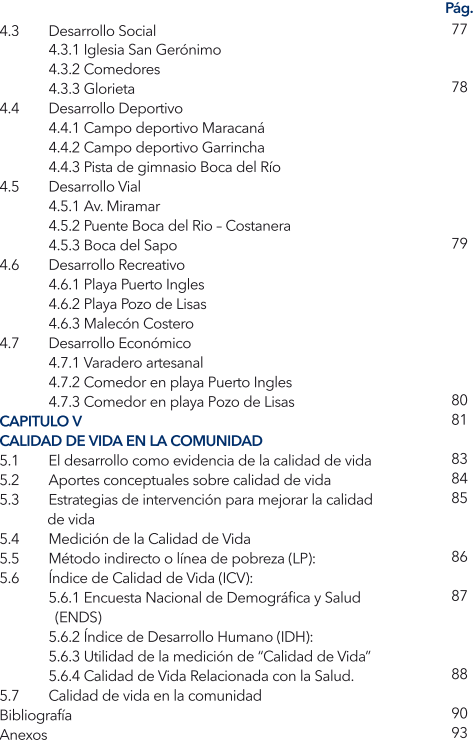 Pág.
4.3 Desarrollo Social 77
4.3.1 Iglesia San Gerónimo
4.3.2 Comedores
4.3.3 Glorieta 78
4.4 Desarrollo Deportivo
4.4.1 Campo deportivo Maracaná
4.4.2 Campo deportivo Garrincha
4.4.3 Pista de gimnasio Boca del Río
4.5 Desarrollo Vial
4.5.1 Av. Miramar
4.5.2 Puente Boca del Rio – Costanera
4.5.3 Boca del Sapo 79
4.6 Desarrollo Recreativo
4.6.1 Playa Puerto Ingles
4.6.2 Playa Pozo de Lisas
4.6.3 Malecón Costero
4.7 Desarrollo Económico
4.7.1 Varadero artesanal
4.7.2 Comedor en playa Puerto Ingles
4.7.3 Comedor en playa Pozo de Lisas 80
CAPITULO V 81
CALIDAD DE VIDA EN LA COMUNIDAD
5.1 El desarrollo como evidencia de la calidad de vida 83
5.2 Aportes conceptuales sobre calidad de vida 84
5.3 Estrategias de intervención para mejorar la calidad 85
de vida
5.4 Medición de la Calidad de Vida
5.5 Método indirecto o línea de pobreza (LP): 86
5.6 Índice de Calidad de Vida (ICV):
5.6.1 Encuesta Nacional de Demográfica y Salud 87
(ENDS)
5.6.2 Índice de Desarrollo Humano (IDH):
5.6.3 Utilidad de la medición de “Calidad de Vida”
5.6.4 Calidad de Vida Relacionada con la Salud. 88
5.7 Calidad de vida en la comunidad
Bibliografía 90
Anexos 93